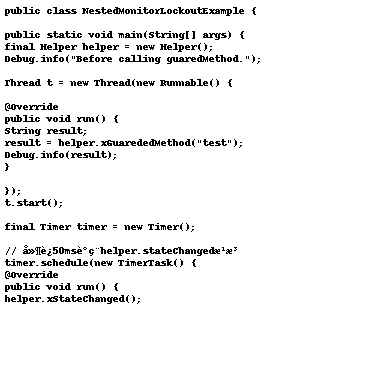 public class NestedMonitorLockoutExample {
public static void main(String[] args) {
final Helper helper = new Helper();
Debug.info("Before calling guaredMethod.");
Thread t = new Thread(new Runnable() {
@Override
public void run() {
String result;
result = helper.xGuarededMethod("test");
Debug.info(result);
}
});
t.start();
final Timer timer = new Timer();
// å»¶è¿50msè°ç¨helper.stateChangedæ¹æ³
timer.schedule(new TimerTask() {
@Override
public void run() {
helper.xStateChanged();